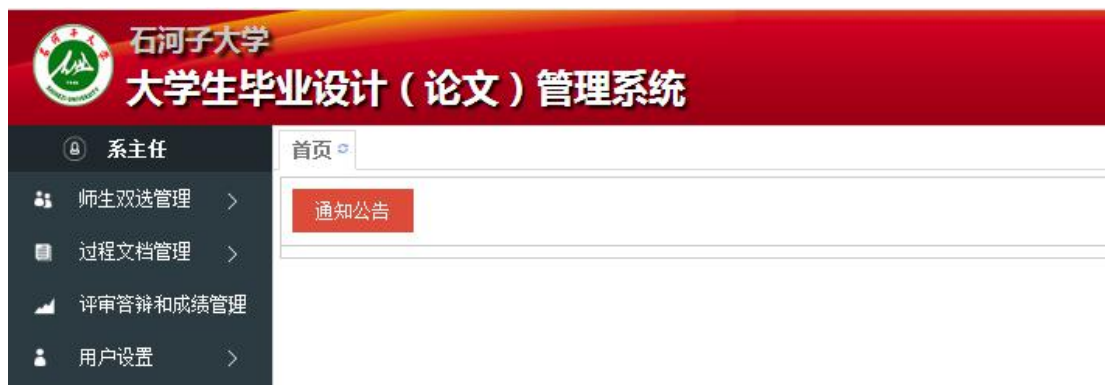 石河子大学
大学生毕业设计（论文）管理系统
系主任
首页
师生双选管理
通知公告
过程文档管理
评审答辩和成绩管理
用户设置